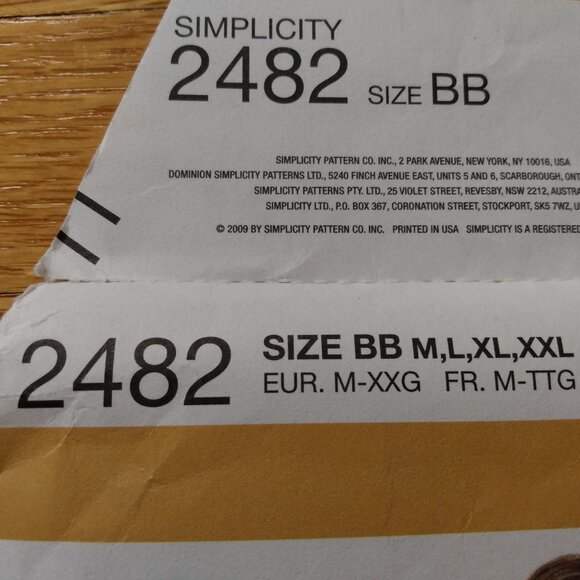 SIMPLICITY
2482 SIZE BB
SIMPLICITY PATTERN CO. INC., 2 PARK AVENUE, NEW YORK, NY 10016, USA
DOMINION SIMPLICITY PATTERNS LTD., 5240 FINCH AVENUE EAST, UNITS 5 AND 6, SCARBOROUGH, ONT
SIMPLICITY PATTERNS PTY. LTD., 25 VIOLET STREET, REVESBY, NSW 2212, AUSTRA
SIMPLICITY LTD., P.O. BOX 367, CORONATION STREET, STOCKPORT, SK5 7WZ, U
© 2009 BY SIMPLICITY PATTERN CO. INC. PRINTED IN USA SIMPLICITY IS A REGISTERED
2482 SIZE BB M,L,XL,XXL
EUR. M-XXG FR. M-TTG